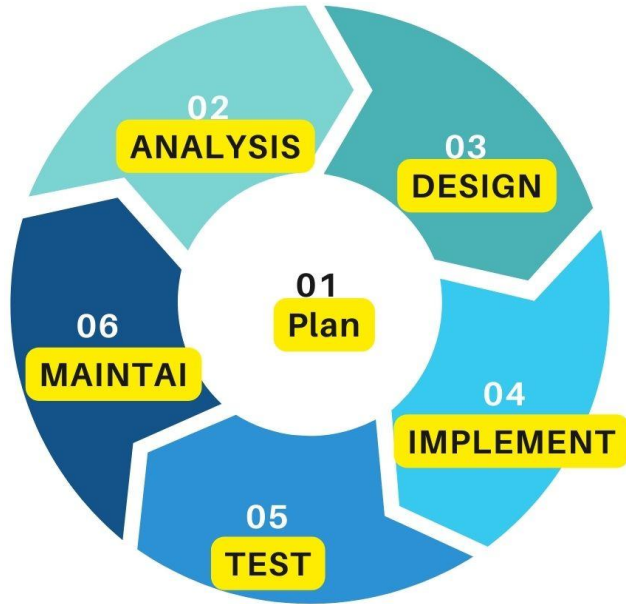 01
Plan
02
ANALYSIS
03
DESIGN
04
IMPLEMENT
05
TEST
06
MAINTAI